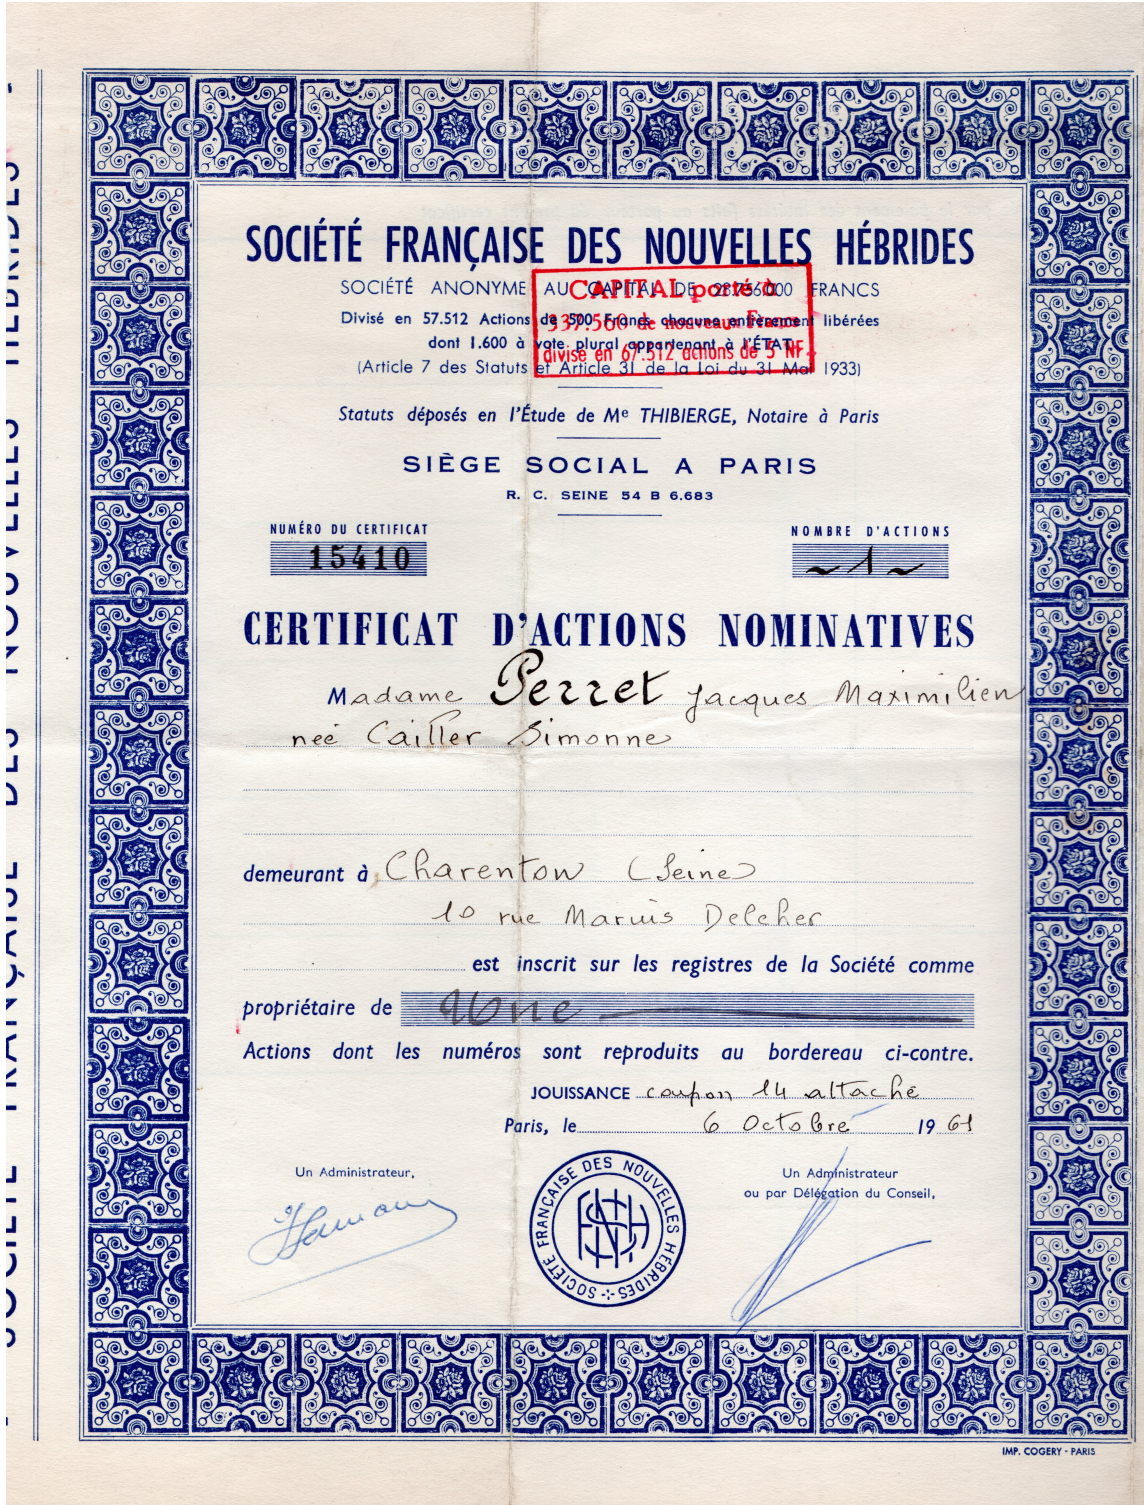 SOCIÉTÉ FRANÇAISE DES NOUVELLES HÉBRIDES -
SOCIÉTÉ FRANÇAISE DES NOUVELLES HÉBRIDES
SOCIÉTÉ ANONYME AU CAPITAL DE 28.756.000 FRANCS
Divisé en 57.512 Actions de 500 Francs chacune entièrement libérées
dont 1.600 à vote plural appartenant à l'ÉTAT
(Article 7 des Statuts et Article 31 de la Loi du 31 Mai 1933)
CAPITAL porté à
337.560 de nouveaux Francs
divisé en 67.512 actions de 5 NF
Statuts déposés en l'Étude de Me THIBIERGE, Notaire à Paris
SIÈGE SOCIAL A PARIS
R. C. SEINE 54 B 6.683
NUMÉRO DU CERTIFICAT
15410
NOMBRE D'ACTIONS
~ 1 ~
CERTIFICAT D'ACTIONS NOMINATIVES
Madame Perret Jacques Maximilien
née Cailler Simonne
demeurant à Charenton (Seine)
10 rue Marius Delcher
est inscrit sur les registres de la Société comme
propriétaire de Une
Actions dont les numéros sont reproduits au bordereau ci-contre.
JOUISSANCE coupon 14 attaché
Paris, le 6 Octobre 1961
Un Administrateur,
Un Administrateur
ou par Délégation du Conseil,
SOCIÉTÉ FRANÇAISE DES NOUVELLES HÉBRIDES
IMP. COGERY - PARIS